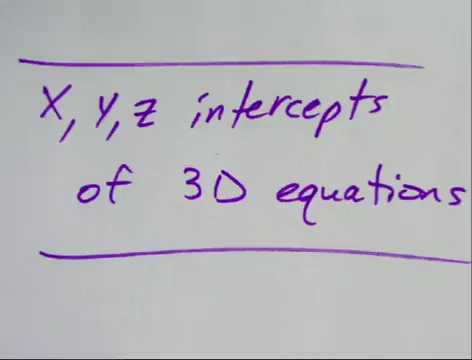 X, Y, Z intercepts
of 3D equations